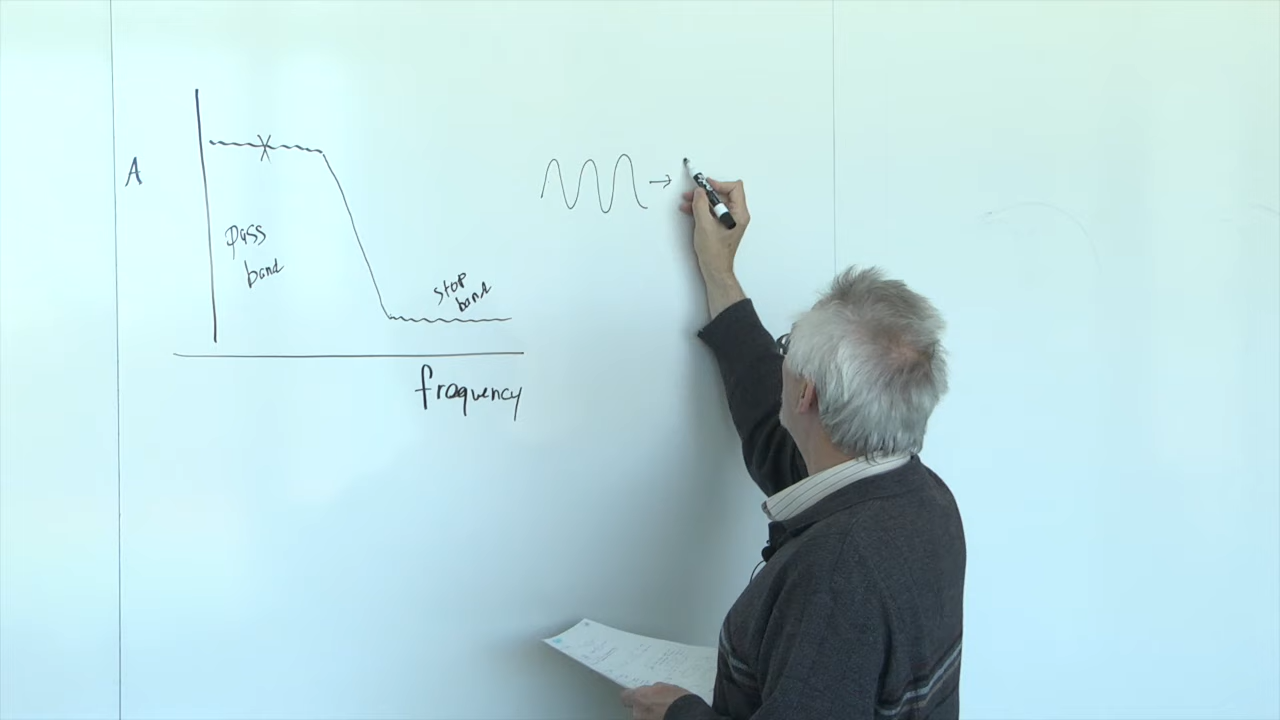 A
pass
band
stop
band
frequency